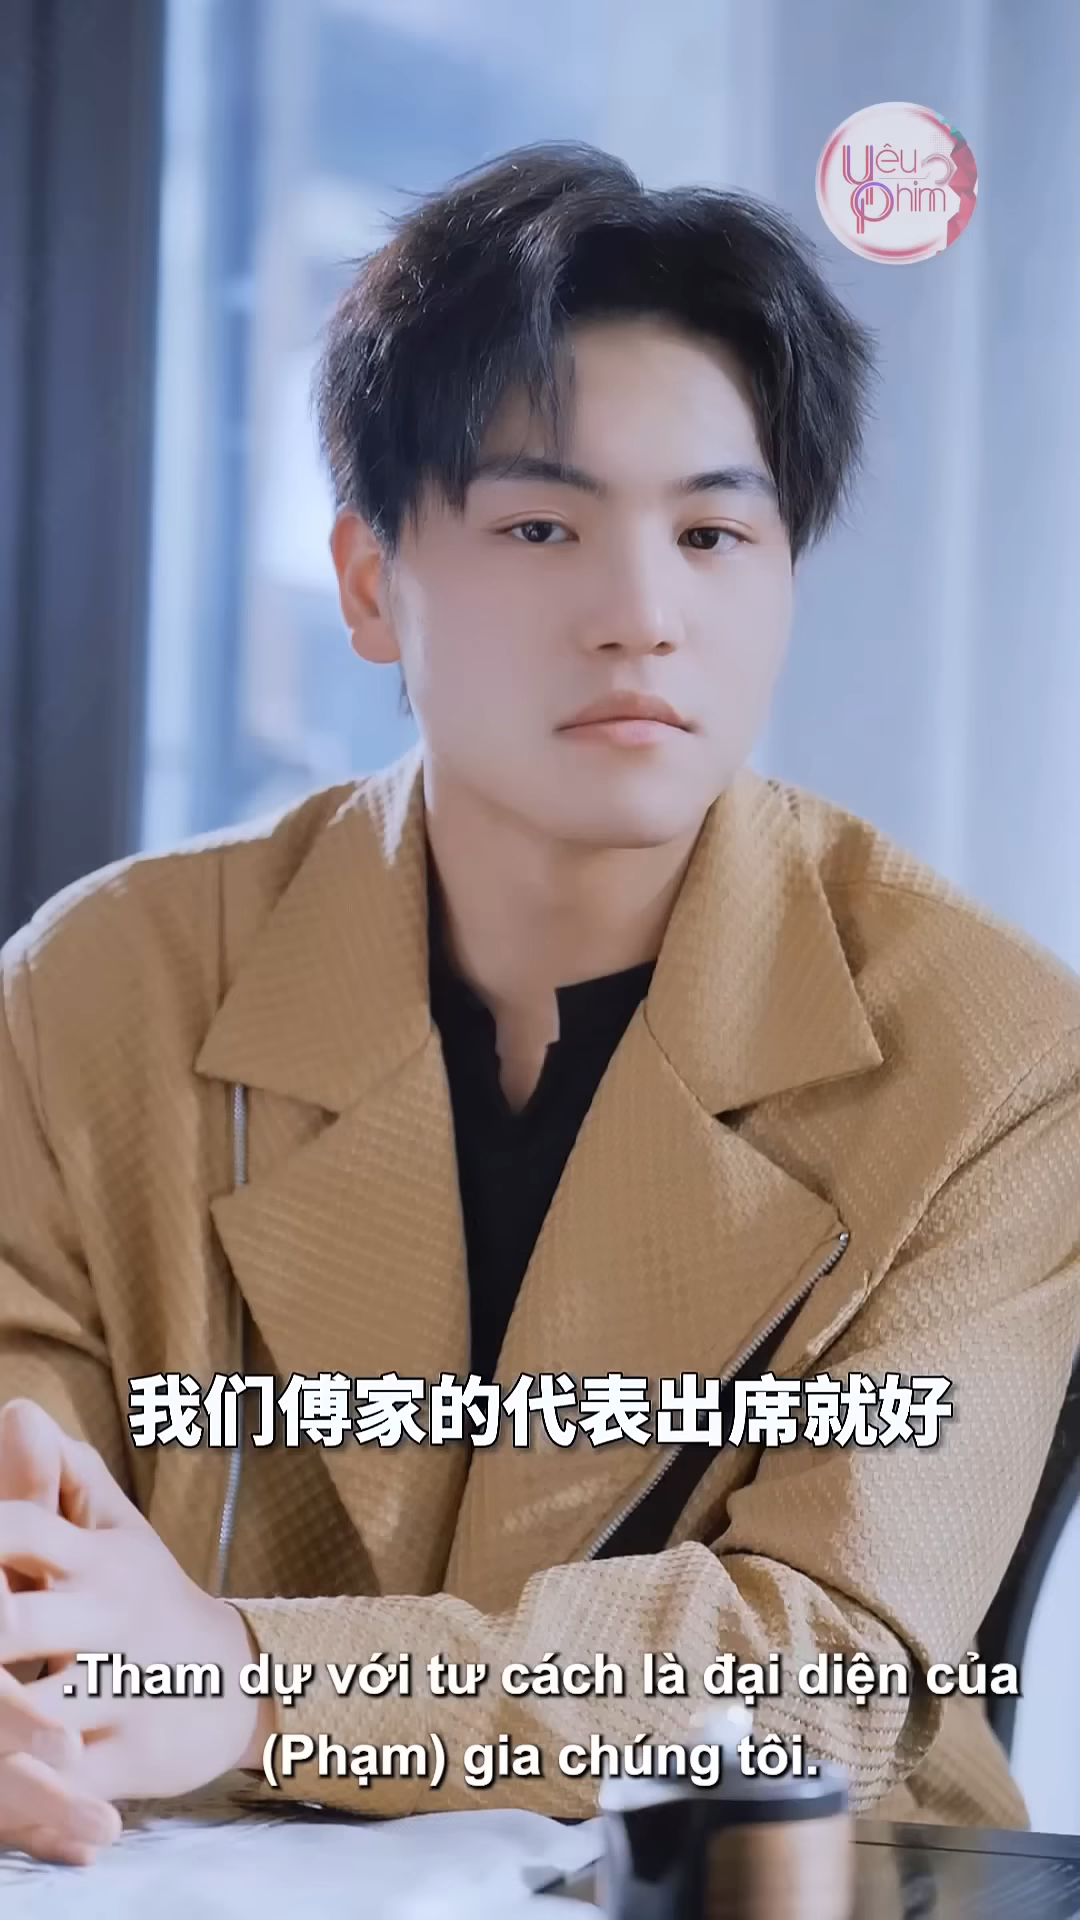 Yêu
Phim
我们傅家的代表出席就好
.Tham dự với tư cách là đại diện của
(Phạm) gia chúng tôi.